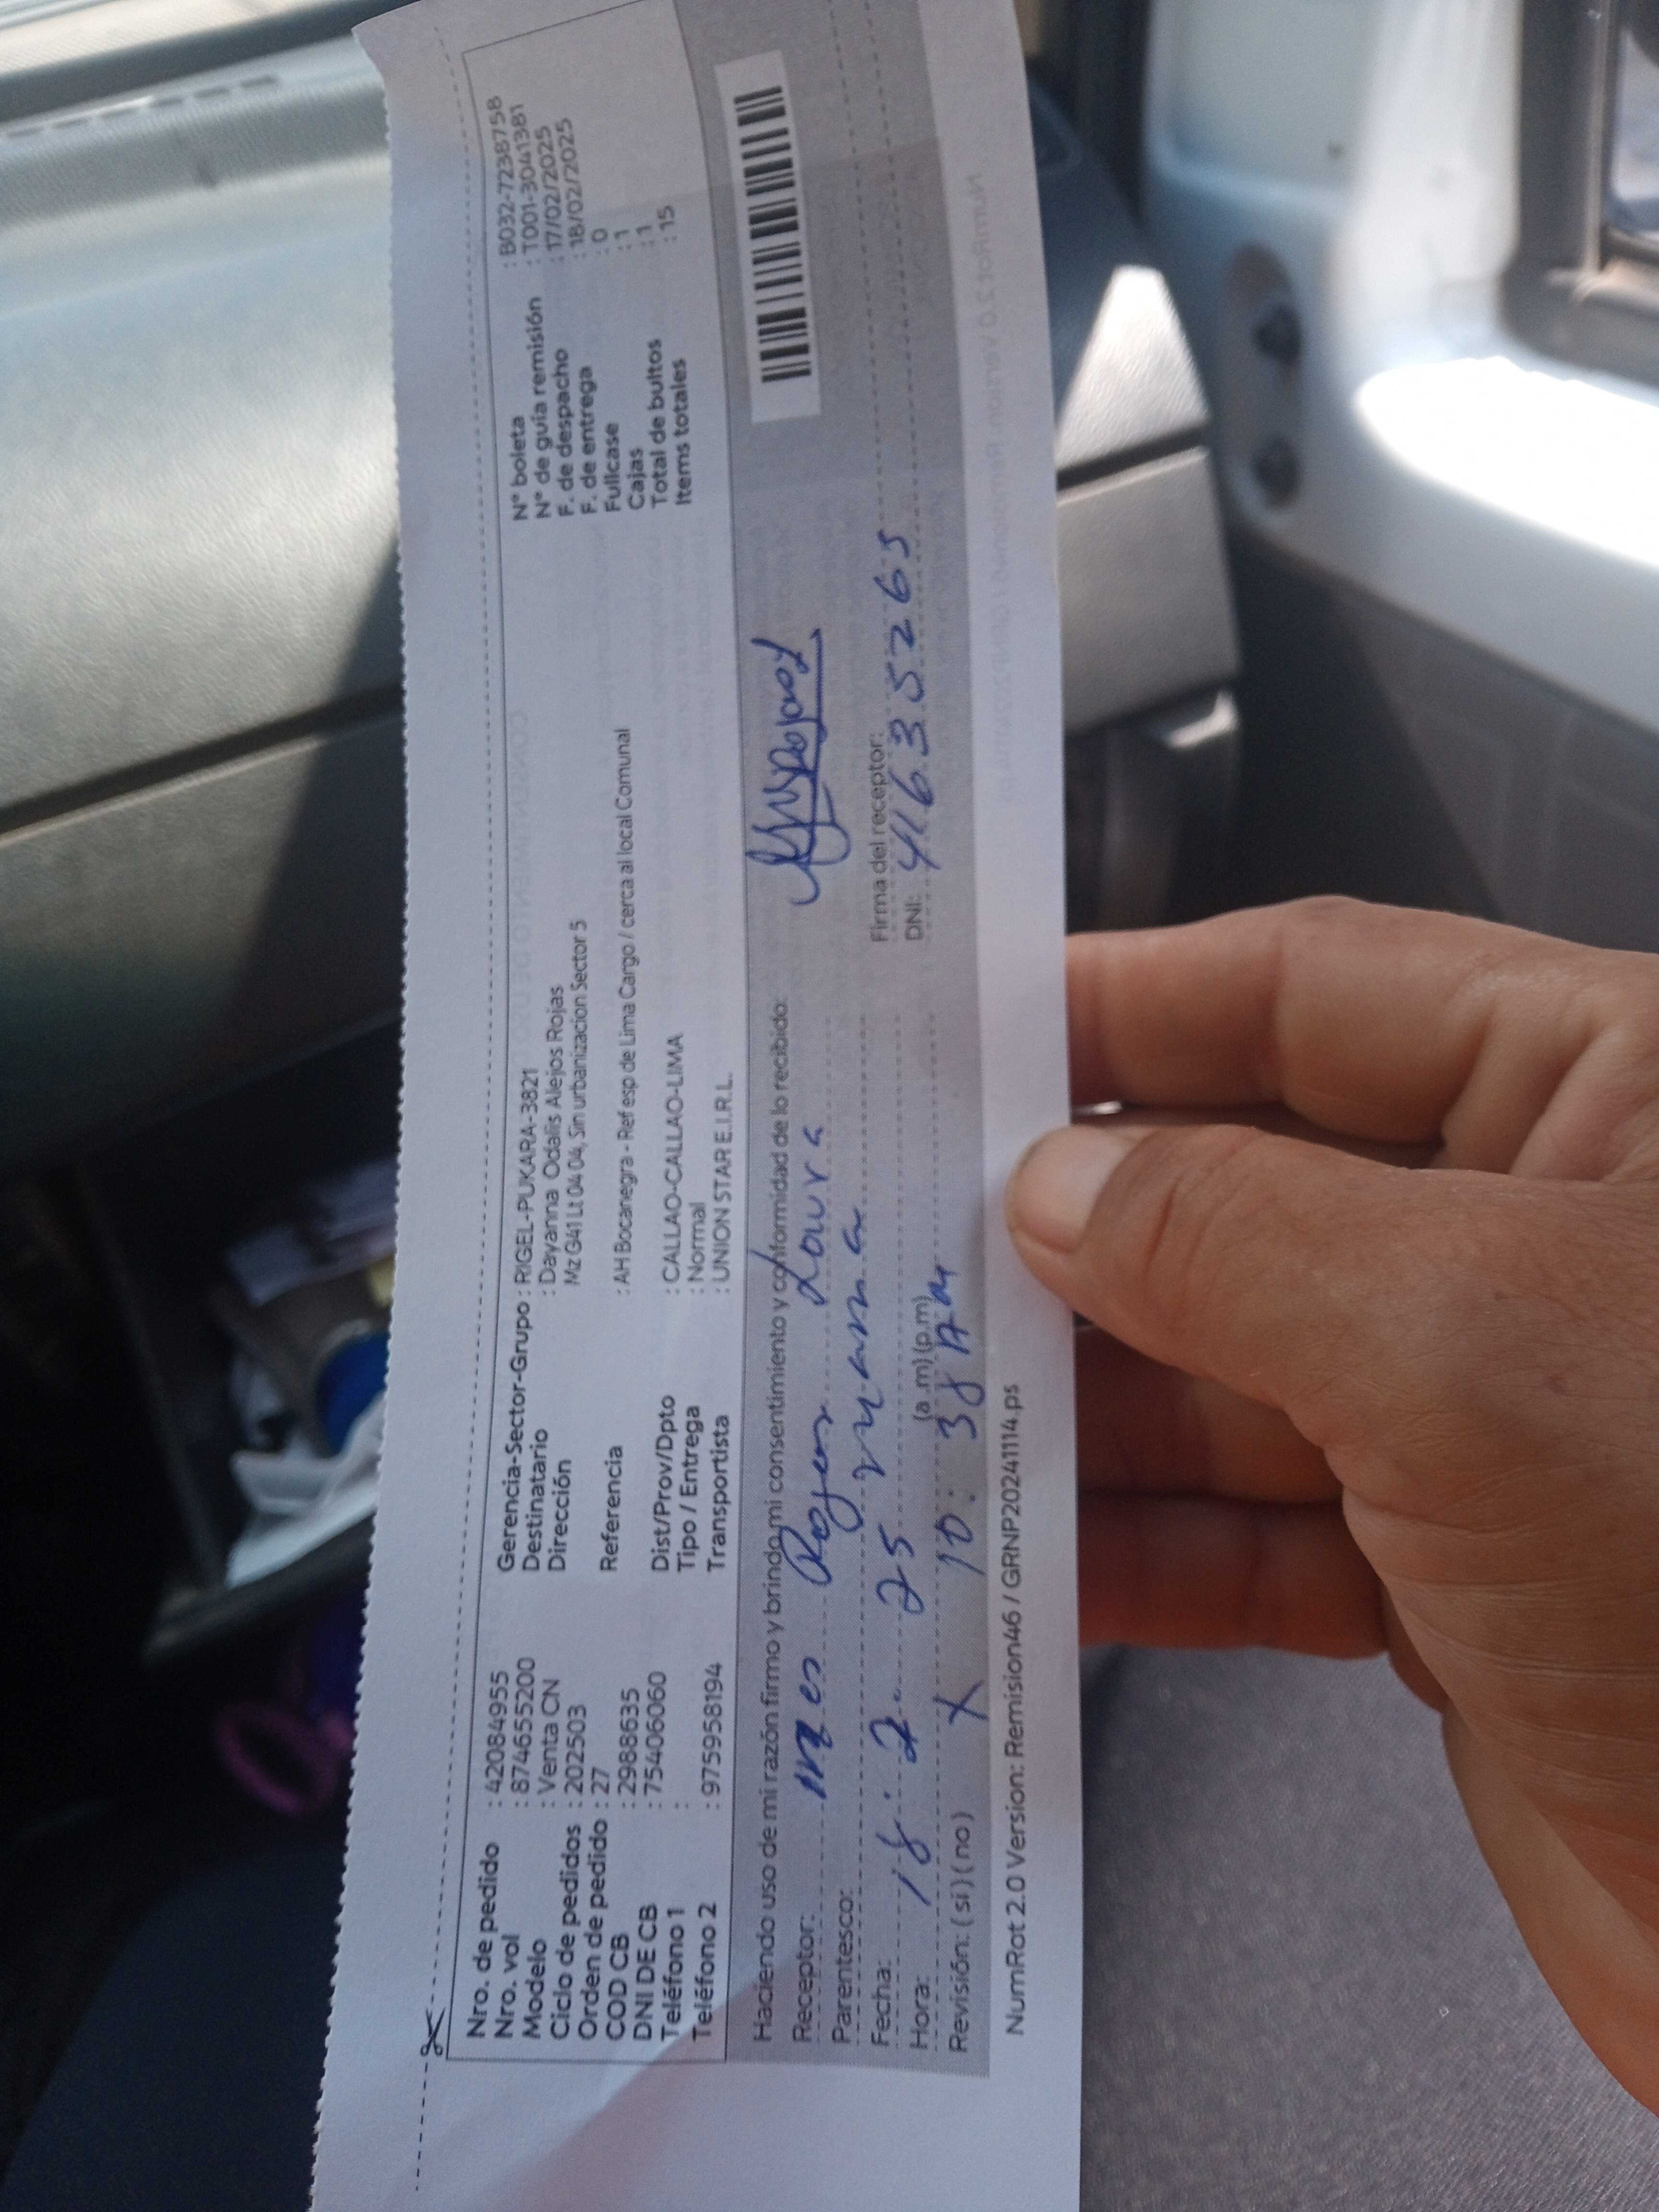 Nro. de pedido : 42084955
Nro. vol : 874655200
Modelo : Venta CN
Ciclo de pedidos : 202503
Orden de pedido : 27
COD CB : 2988635
DNI DE CB : 75406060
Teléfono 1 :
Teléfono 2 : 975958194
Gerencia-Sector-Grupo : RIGEL-PUKARA-3821
Destinatario : Dayanna Odalis Alejos Rojas
Dirección Mz G41 Lt 04 04, Sin urbanizacion Sector 5
Referencia : AH Bocanegra - Ref esp de Lima Cargo / cerca al local Comunal
Dist/Prov/Dpto : CALLAO-CALLAO-LIMA
Tipo / Entrega : Normal
Transportista : UNION STAR E.I.R.L.
N° boleta : B032-7238758
N° de guía remisión : T001-3041381
F. de despacho : 17/02/2025
F. de entrega : 18/02/2025
Fullcase : 0
Cajas : 1
Total de bultos : 1
Items totales : 15
Haciendo uso de mi razón firmo y brindo mi consentimiento y conformidad de lo recibido:
Receptor: Ines Rojas Laura
Parentesco: mama
Fecha: 18. 2. 25
Hora: 10: 38 AM (a.m) (p.m)
Revisión: (si) (no) X
Firma del receptor:
DNI: 41635265
NumRot 2.0 Version: Remision46 / GRNP20241114.ps